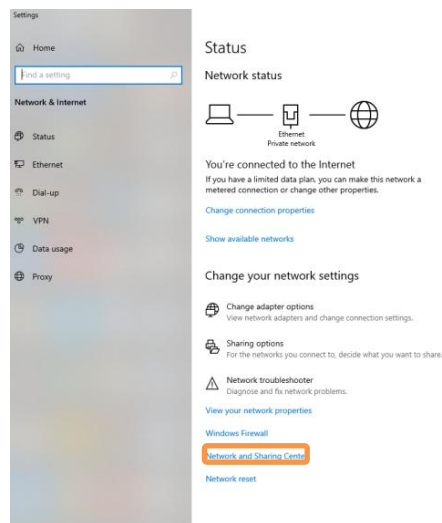 Settings
Home
Find a setting
Network & Internet
Status
Ethernet
Dial-up
VPN
Data usage
Proxy
Status
Network status
Ethernet
Private network
You're connected to the Internet
If you have a limited data plan, you can make this network a
metered connection or change other properties.
Change connection properties
Show available networks
Change your network settings
Change adapter options
View network adapters and change connection settings.
Sharing options
For the networks you connect to, decide what you want to share.
Network troubleshooter
Diagnose and fix network problems.
View your network properties
Windows Firewall
Network and Sharing Center
Network reset